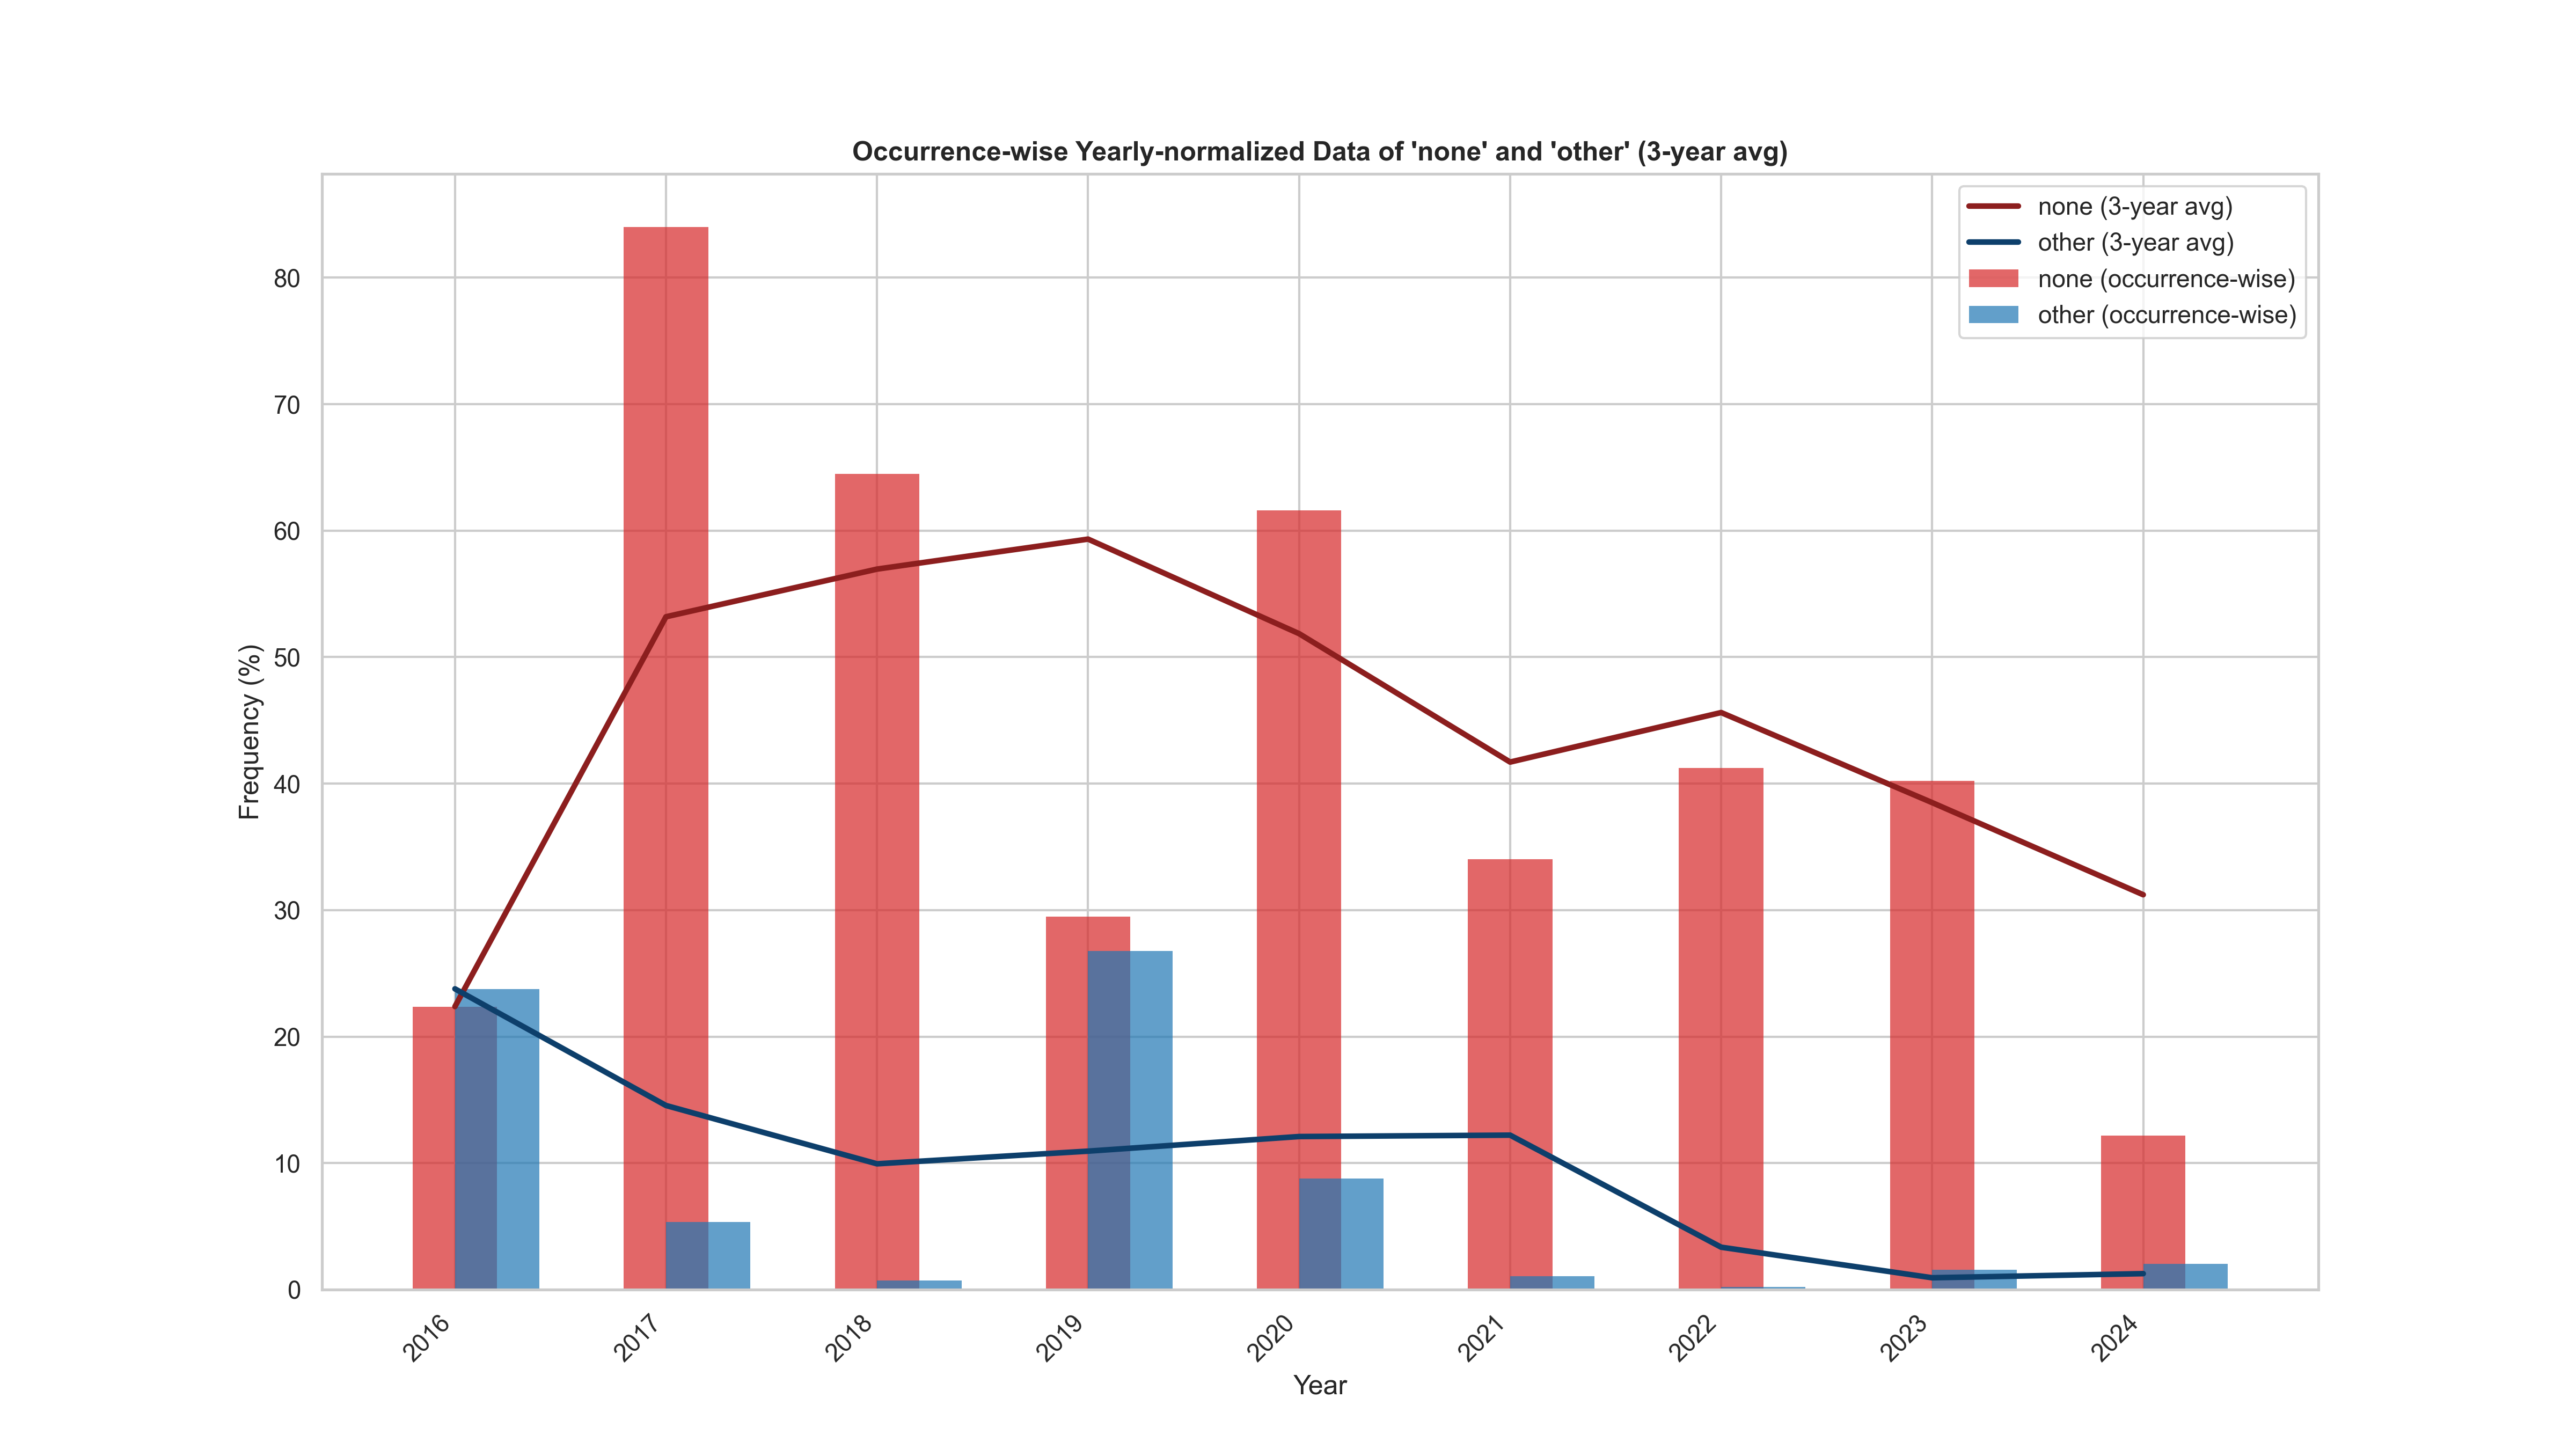 Occurrence-wise Yearly-normalized Data of 'none' and 'other' (3-year avg)
none (3-year avg)
other (3-year avg)
none (occurrence-wise)
other (occurrence-wise)
Frequency (%)
80
70
60
50
40
30
20
10
0
2016
2017
2018
2019
2020
2021
2022
2023
2024
Year